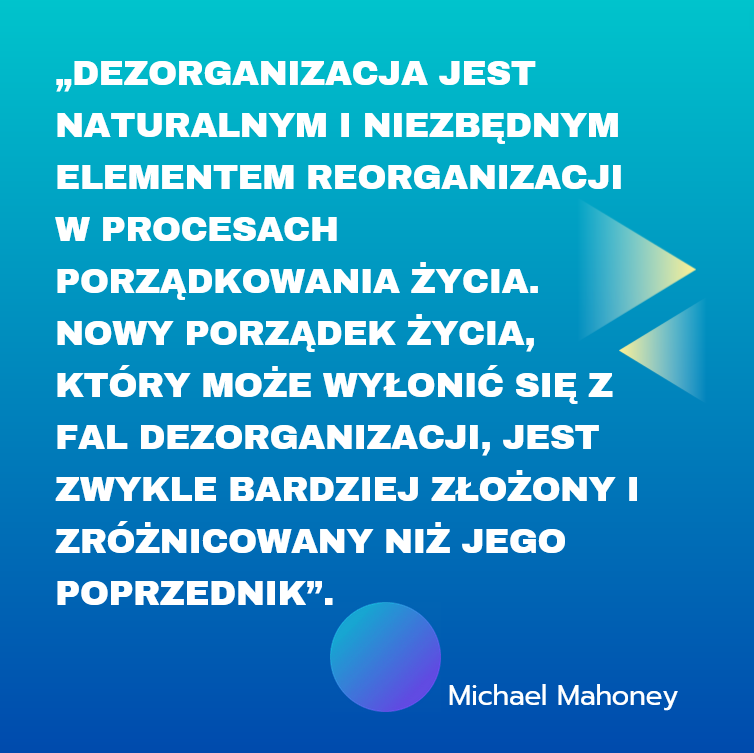 „DEZORGANIZACJA JEST
NATURALNYM I NIEZBĘDNYM
ELEMENTEM REORGANIZACJI
W PROCESACH
PORZĄDKOWANIA ŻYCIA.
NOWY PORZĄDEK ŻYCIA,
KTÓRY MOŻE WYŁONIĆ SIĘ Z
FAL DEZORGANIZACJI, JEST
ZWYKLE BARDZIEJ ZŁOŻONY I
ZRÓŻNICOWANY NIŻ JEGO
POPRZEDNIK”.
Michael Mahoney